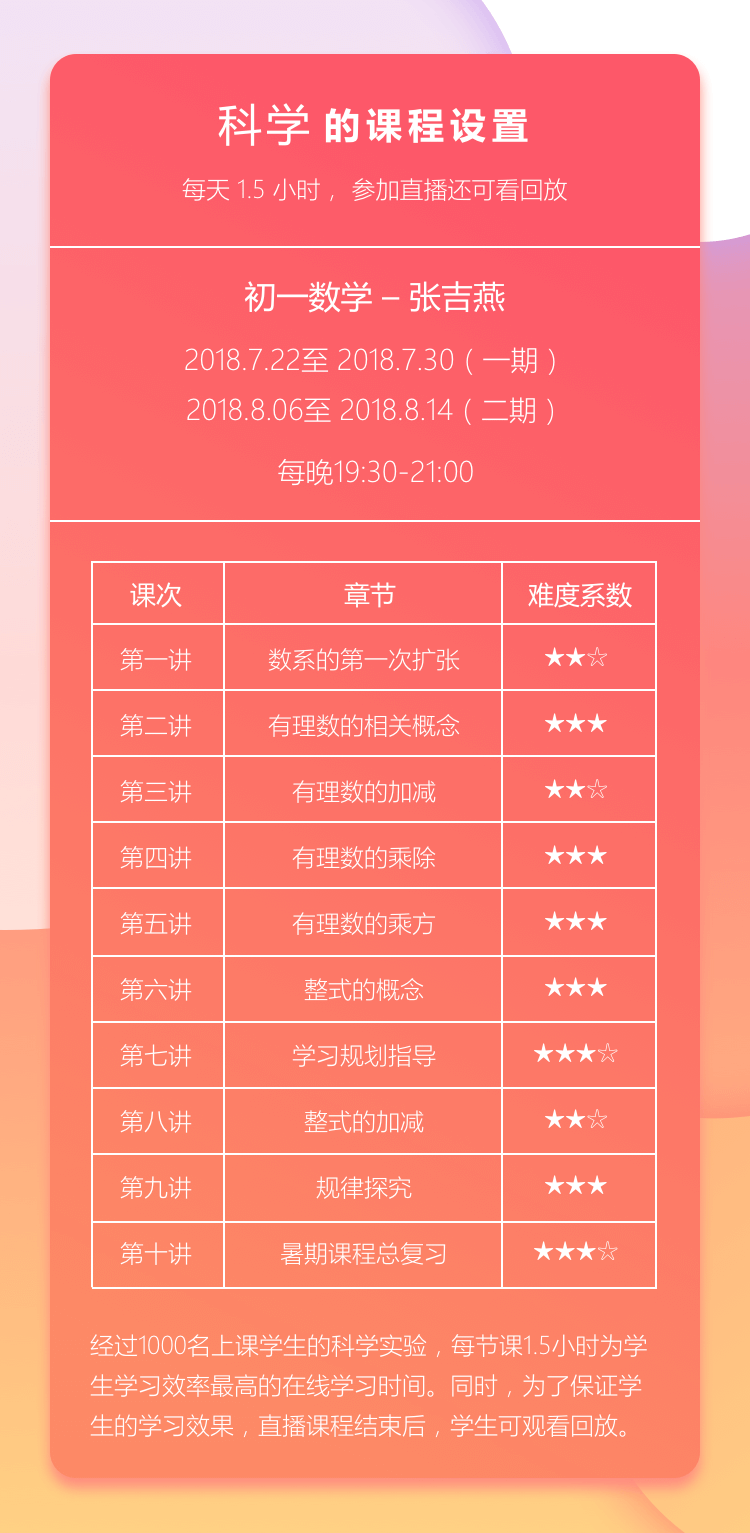 科学的课程设置
每天 1.5 小时， 参加直播还可看回放
初一数学 – 张吉燕
2018.7.22至 2018.7.30（一期）
2018.8.06至 2018.8.14（二期）
每晚19:30-21:00
课次 章节 难度系数
第一讲 数系的第一次扩张 ★★☆
第二讲 有理数的相关概念 ★★★
第三讲 有理数的加减 ★★☆
第四讲 有理数的乘除 ★★★
第五讲 有理数的乘方 ★★★
第六讲 整式的概念 ★★★
第七讲 学习规划指导 ★★★☆
第八讲 整式的加减 ★★☆
第九讲 规律探究 ★★★
第十讲 暑期课程总复习 ★★★☆
经过1000名上课学生的科学实验，每节课1.5小时为学
生学习效率最高的在线学习时间。同时，为了保证学
生的学习效果，直播课程结束后，学生可观看回放。